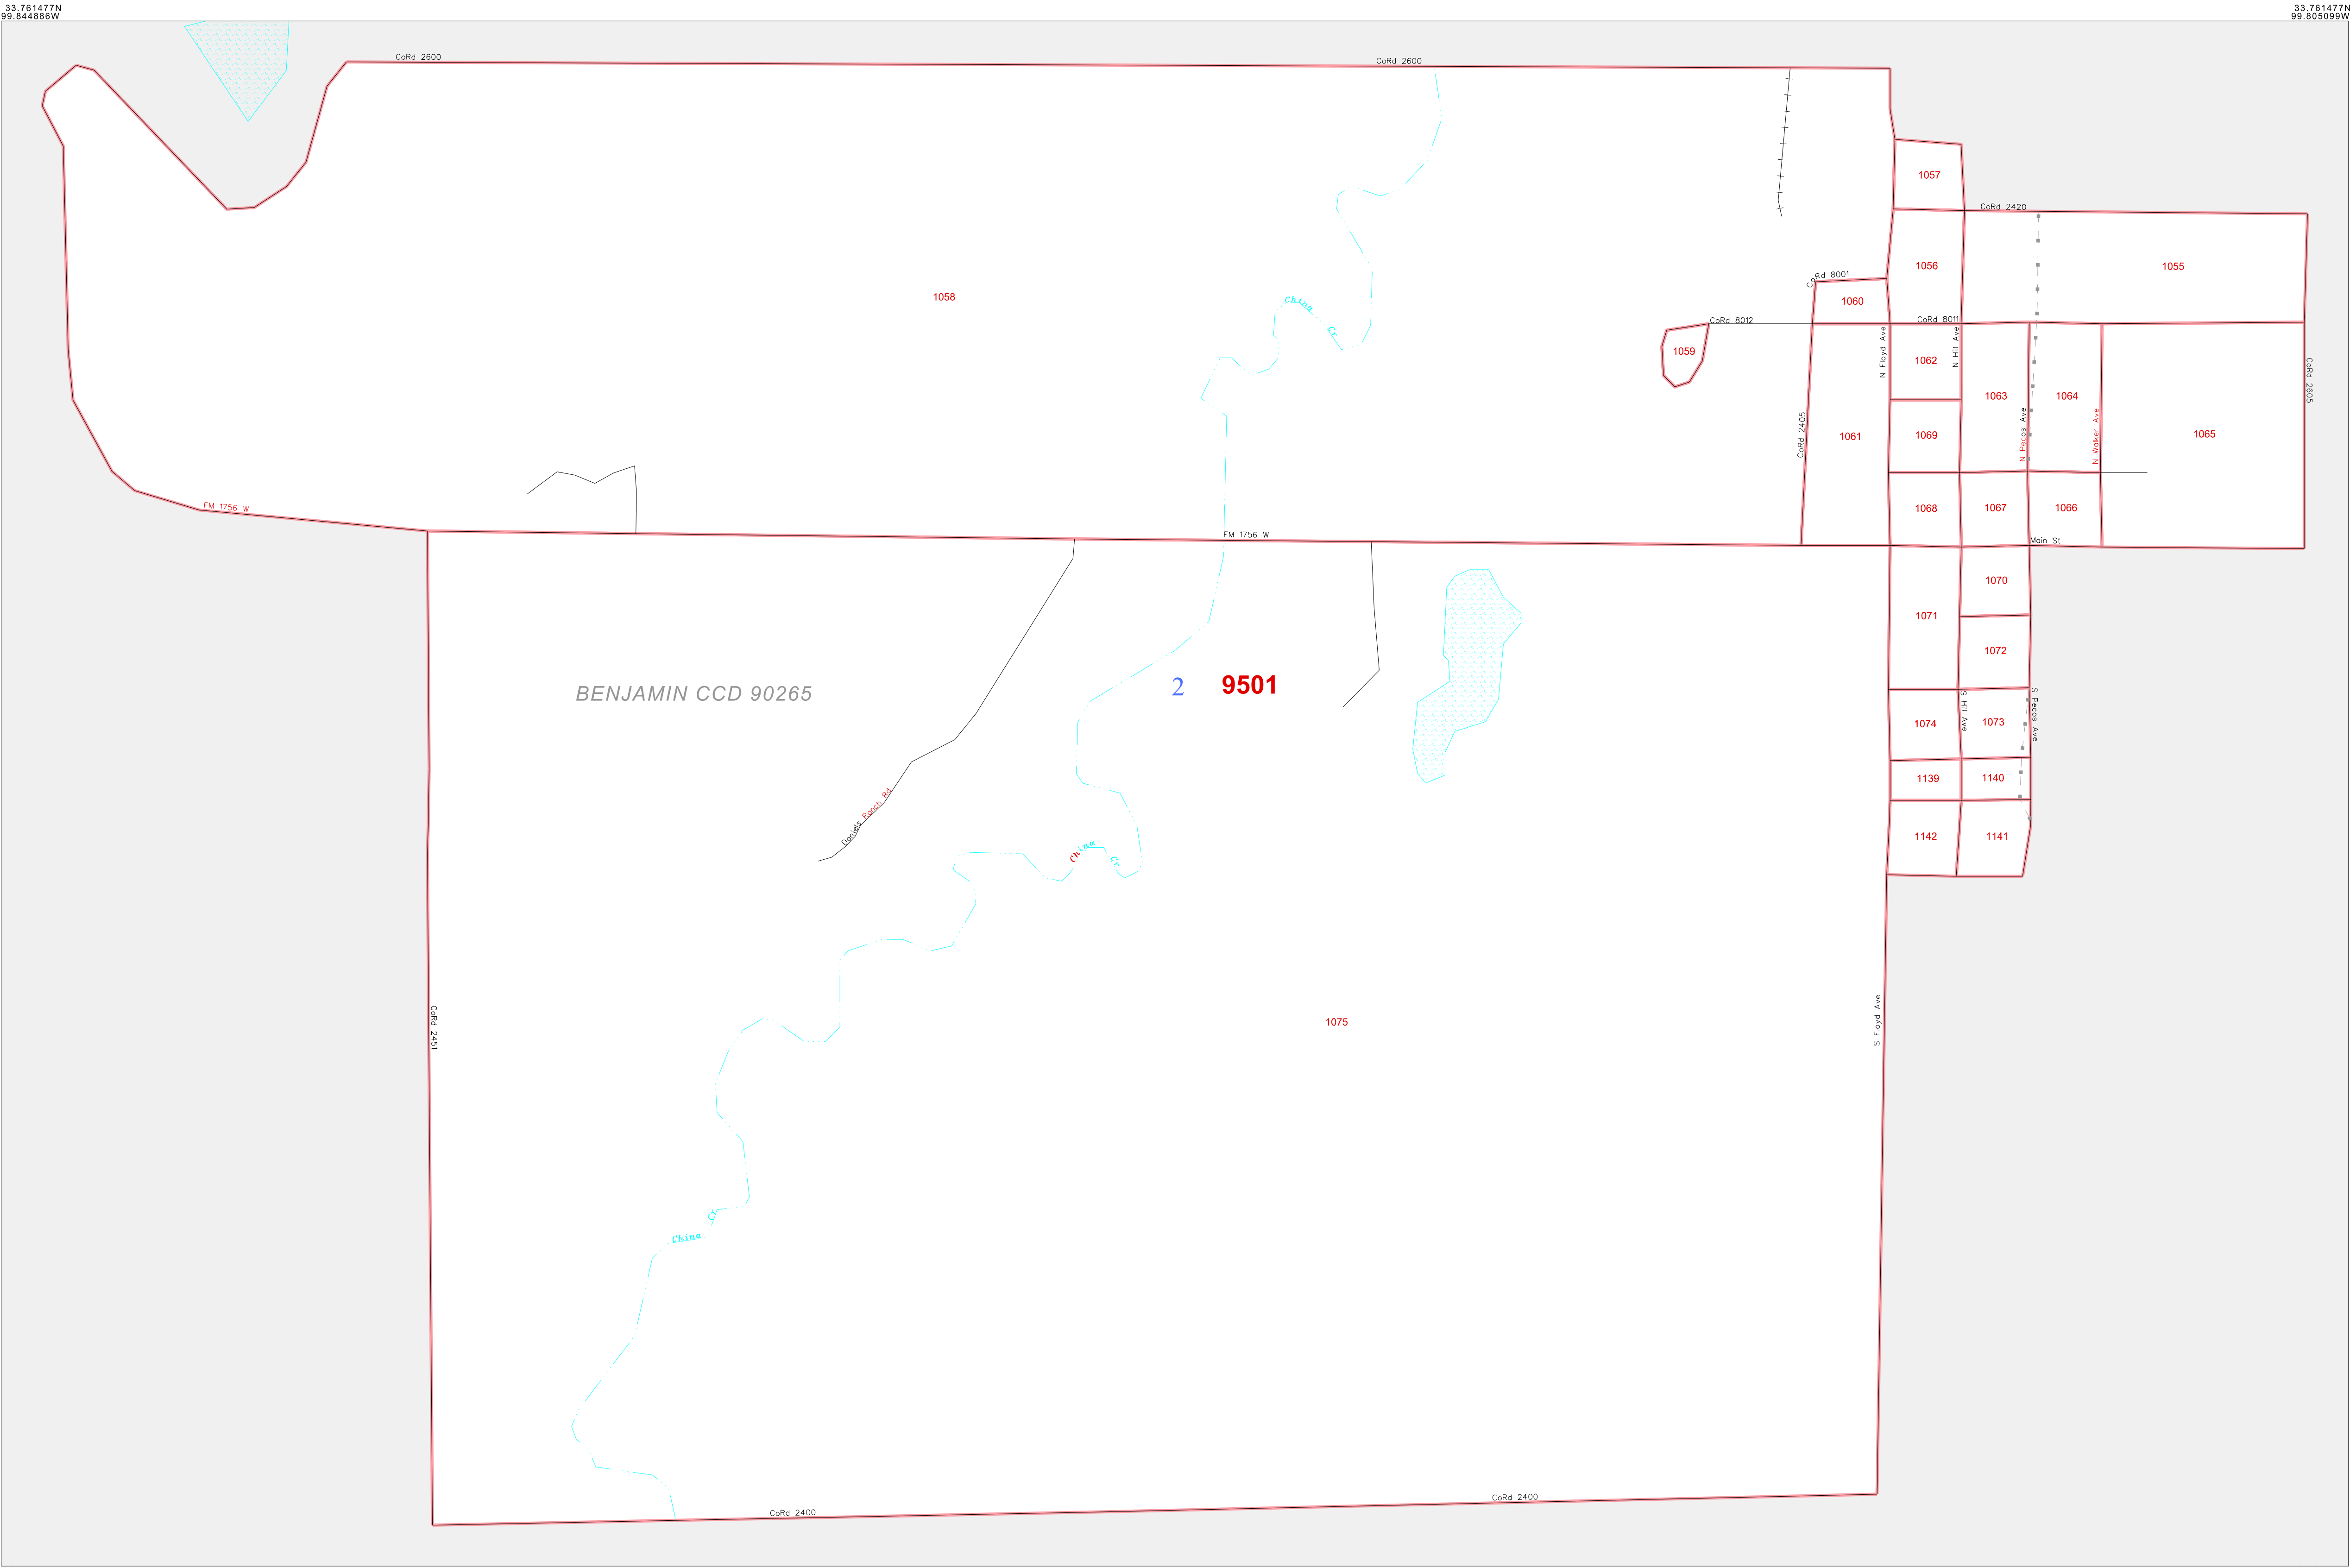 33.761477N
99.844886W
33.761477N
99.805099W
CoRd 2600
CoRd 2600
1057
CoRd 2420
1056
1055
CoRd 8001
1058
1060
China Cr
CoRd 8012
CoRd 8011
1059
N Floyd Ave
1062
N Hill Ave
1063
1064
CoRd 2605
CoRd 2405
1061
1069
N Pecos Ave
N Walker Ave
1065
FM 1756 W
1068
1067
1066
FM 1756 W
Main St
1070
1071
1072
BENJAMIN CCD 90265
2
9501
1074
S Hill Ave
1073
S Pecos Ave
1139
1140
Daniels Ranch Rd
China Cr
1142
1141
CoRd 2451
1075
S Floyd Ave
China Cr
CoRd 2400
CoRd 2400